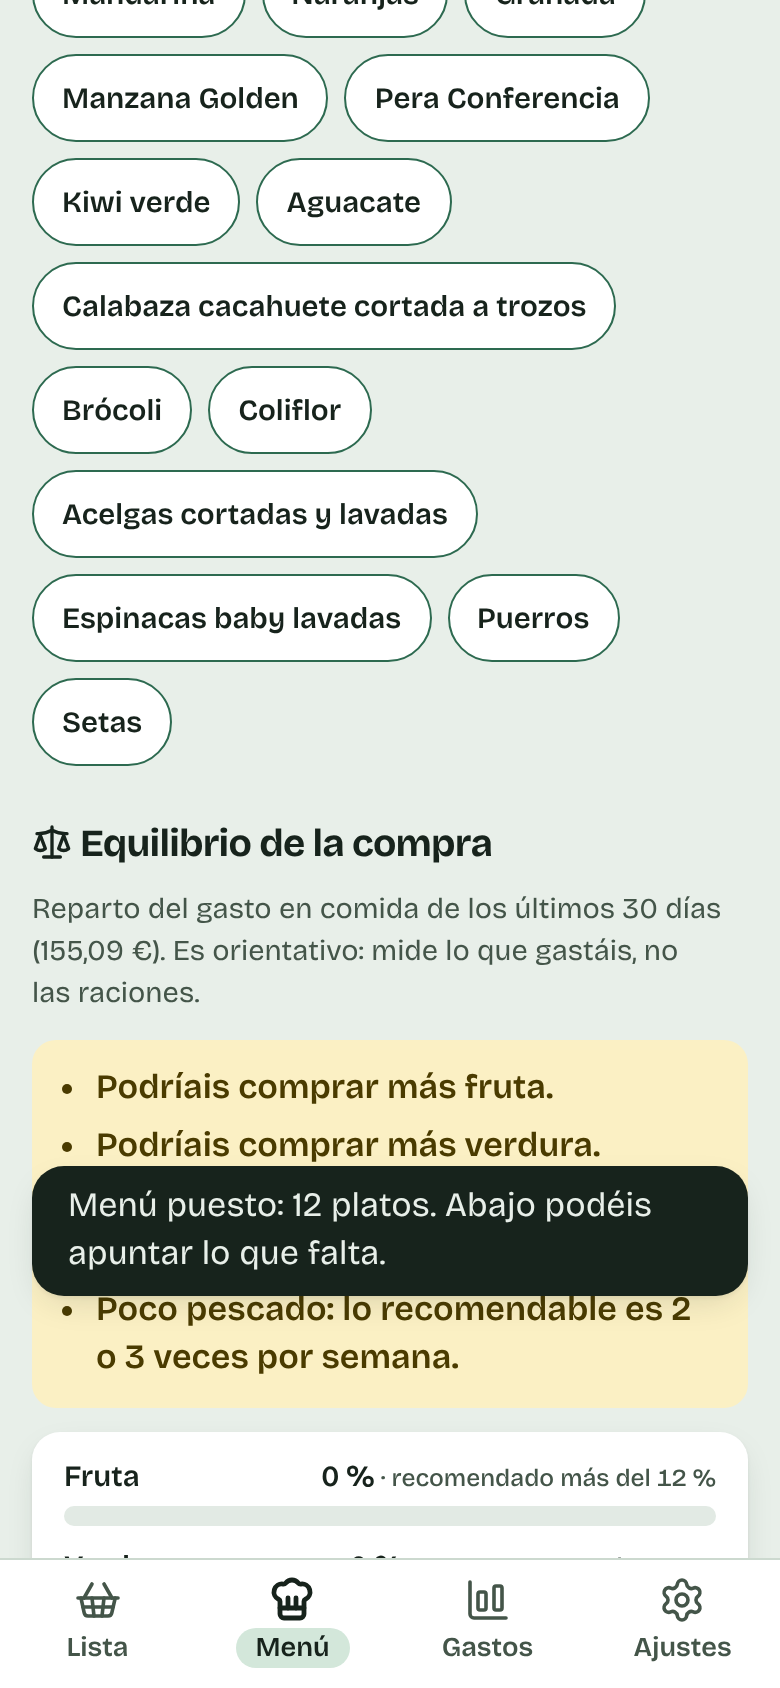 Mandarina Naranjas Granada
Manzana Golden Pera Conferencia
Kiwi verde Aguacate
Calabaza cacahuete cortada a trozos
Brócoli Coliflor
Acelgas cortadas y lavadas
Espinacas baby lavadas Puerros
Setas
Equilibrio de la compra
Reparto del gasto en comida de los últimos 30 días
(155,09 €). Es orientativo: mide lo que gastáis, no
las raciones.
• Podríais comprar más fruta.
• Podríais comprar más verdura.
Menú puesto: 12 platos. Abajo podéis
apuntar lo que falta.
• Poco pescado: lo recomendable es 2
o 3 veces por semana.
Fruta 0 % · recomendado más del 12 %
Lista Menú Gastos Ajustes